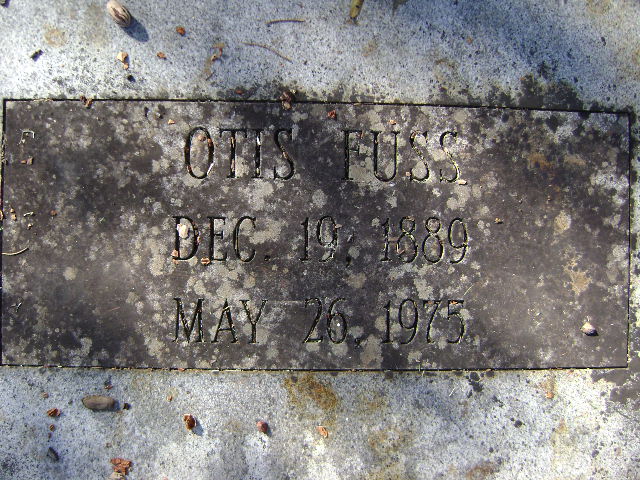 OTIS FUSS
DEC. 19, 1889
MAY 26, 1975